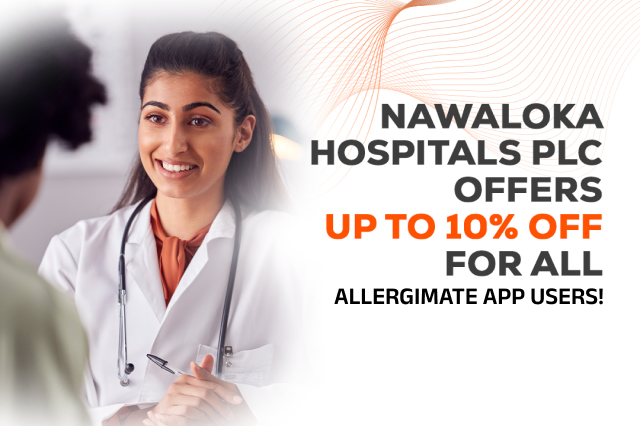 NAWALOKA
HOSPITALS PLC
OFFERS
UP TO 10% OFF
FOR ALL
ALLERGIMATE APP USERS!